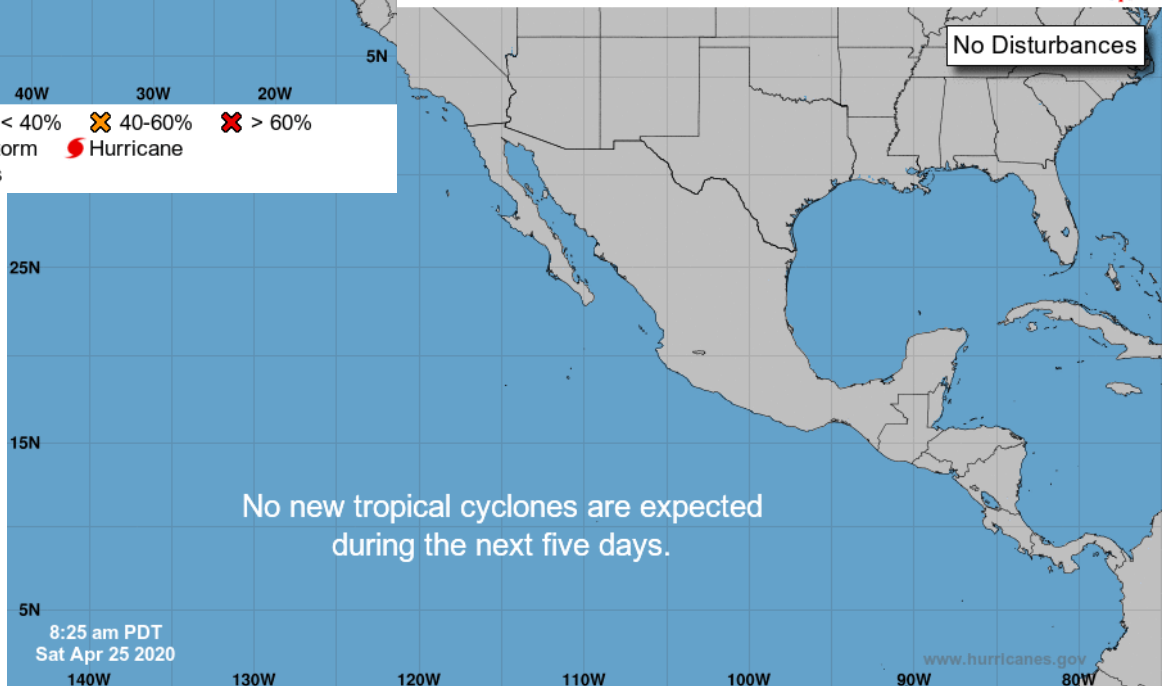 5N
No Disturbances
40W 30W 20W
< 40% 40-60% > 60%
orm Hurricane
25N
15N
No new tropical cyclones are expected
during the next five days.
5N
8:25 am PDT
Sat Apr 25 2020
www.hurricanes.gov
140W 130W 120W 110W 100W 90W 80W